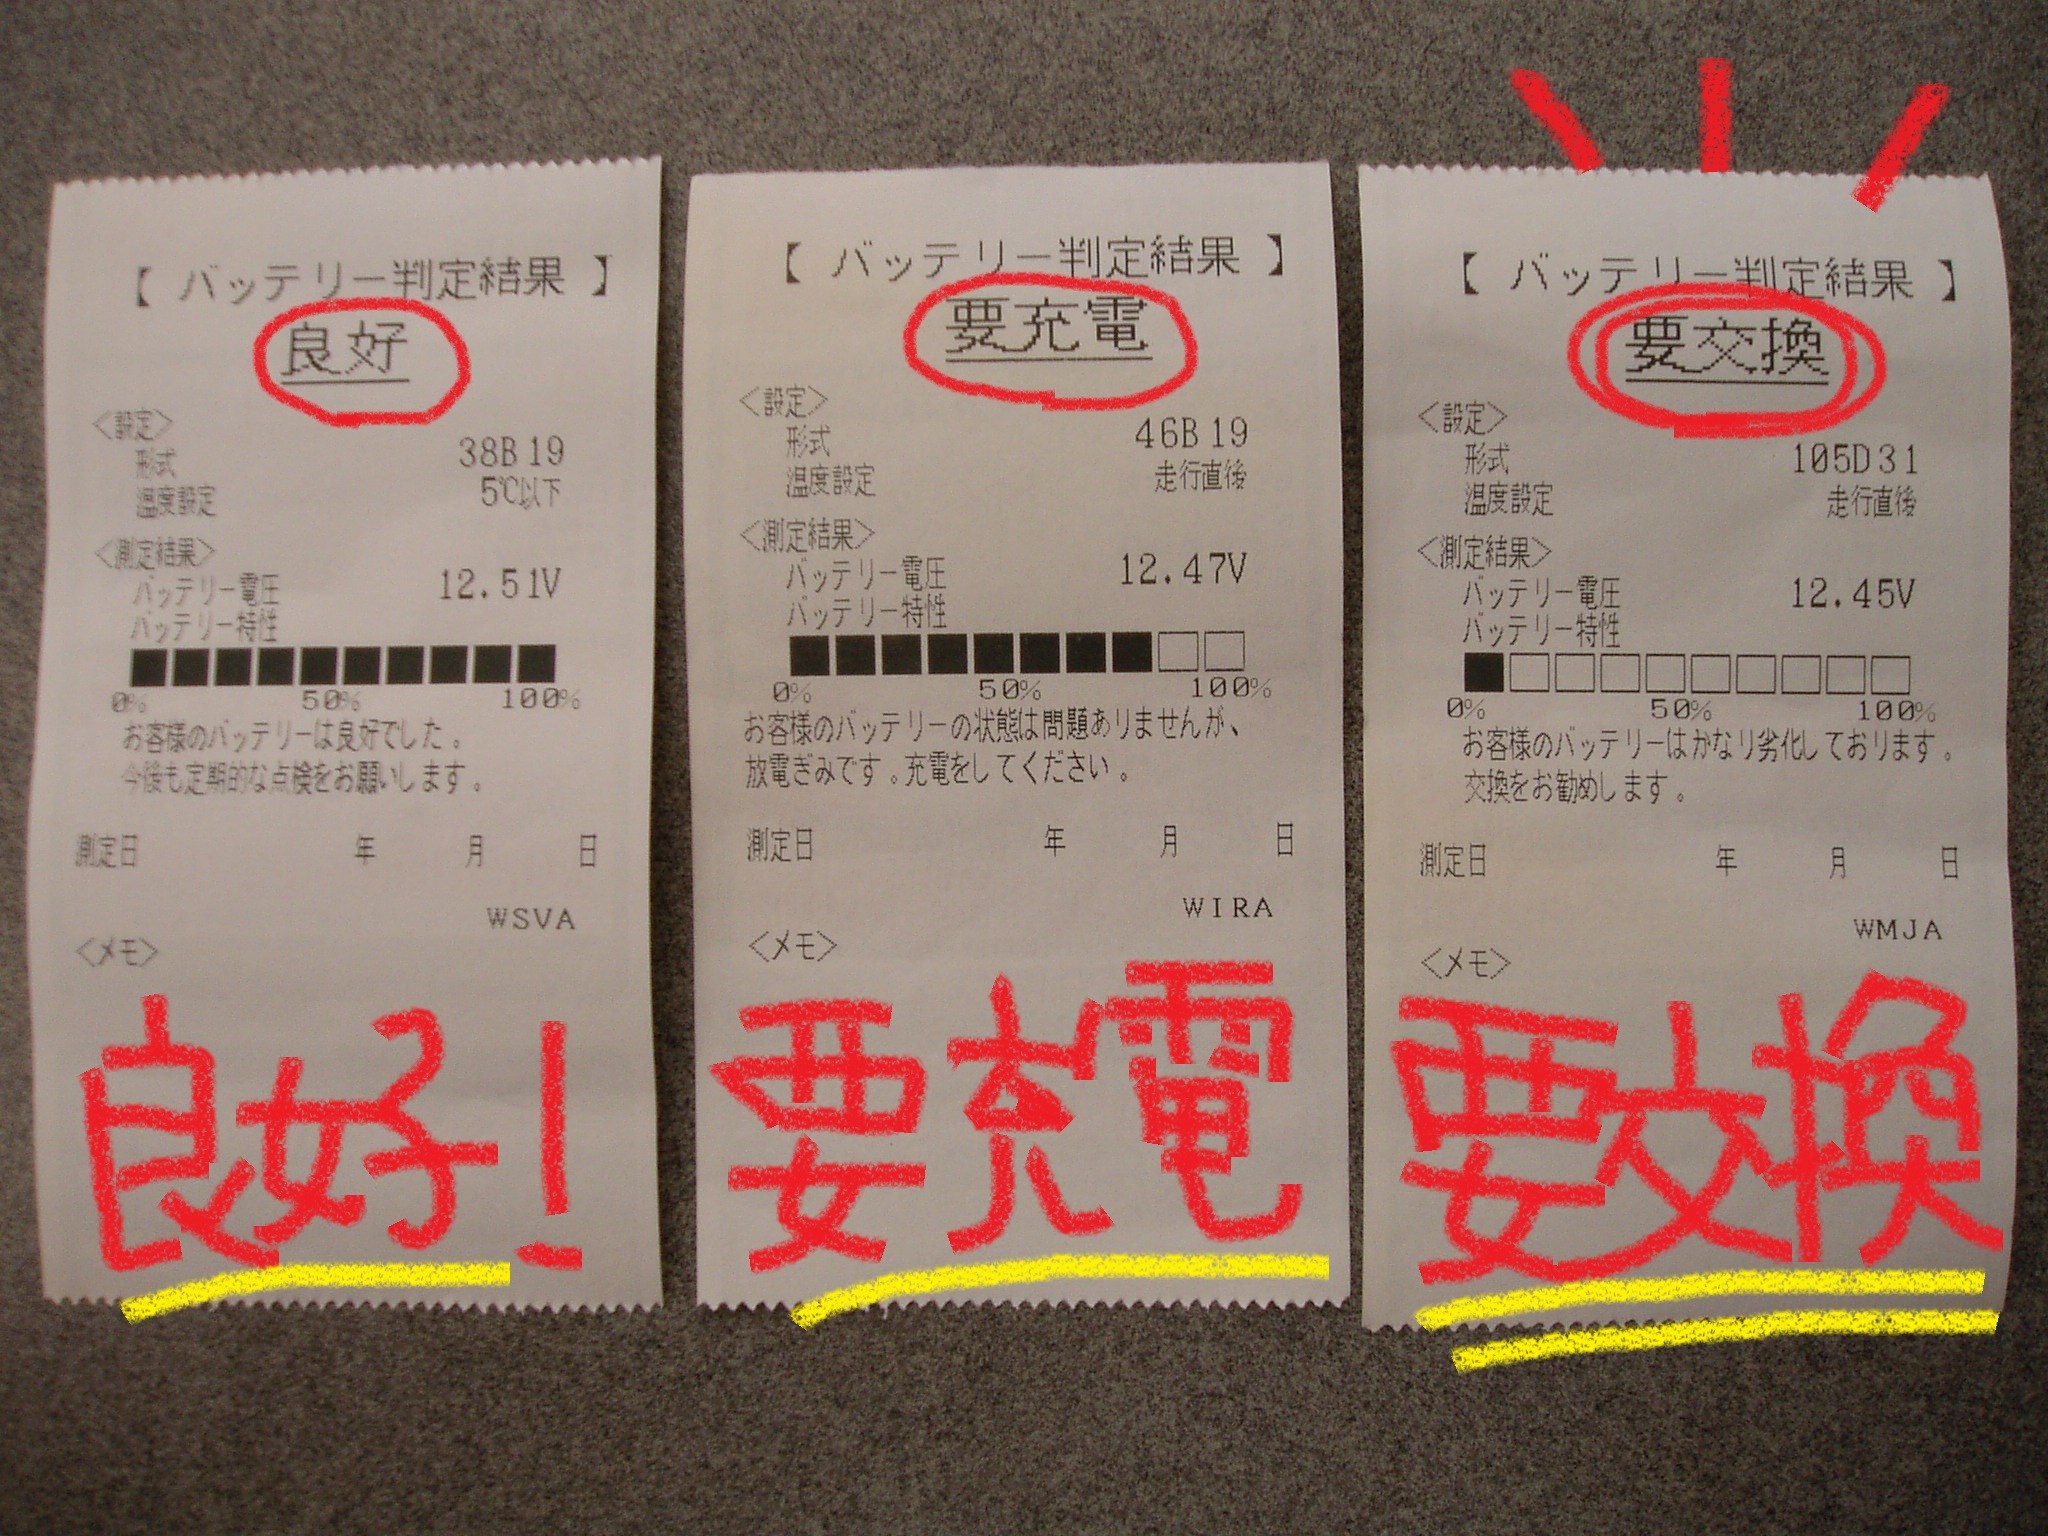 【 バッテリー判定結果 】
良好
＜設定＞
形式 38B19
温度設定 5℃以下
＜測定結果＞
バッテリー電圧 12.51V
バッテリー特性
0% 50% 100%
お客様のバッテリーは良好でした。
今後も定期的な点検をお願いします。
測定日 年 月 日
WSVA
＜メモ＞
良好！
【 バッテリー判定結果 】
要充電
＜設定＞
形式 46B19
温度設定 走行直後
＜測定結果＞
バッテリー電圧 12.47V
バッテリー特性
0% 50% 100%
お客様のバッテリーの状態は問題ありませんが、
放電ぎみです。充電をしてください。
測定日 年 月 日
WIRA
＜メモ＞
要充電
【 バッテリー判定結果 】
要交換
＜設定＞
形式 105D31
温度設定 走行直後
＜測定結果＞
バッテリー電圧 12.45V
バッテリー特性
0% 50% 100%
お客様のバッテリーはかなり劣化しております。
交換をお勧めします。
測定日 年 月 日
WMJA
＜メモ＞
要交換